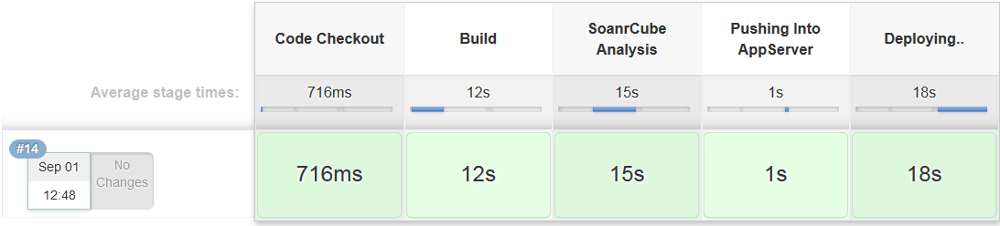 Code Checkout
Build
SoanrCube
Analysis
Pushing Into
AppServer
Deploying..
Average stage times:
716ms
12s
15s
1s
18s
#14
Sep 01
12:48
No
Changes
716ms
12s
15s
1s
18s